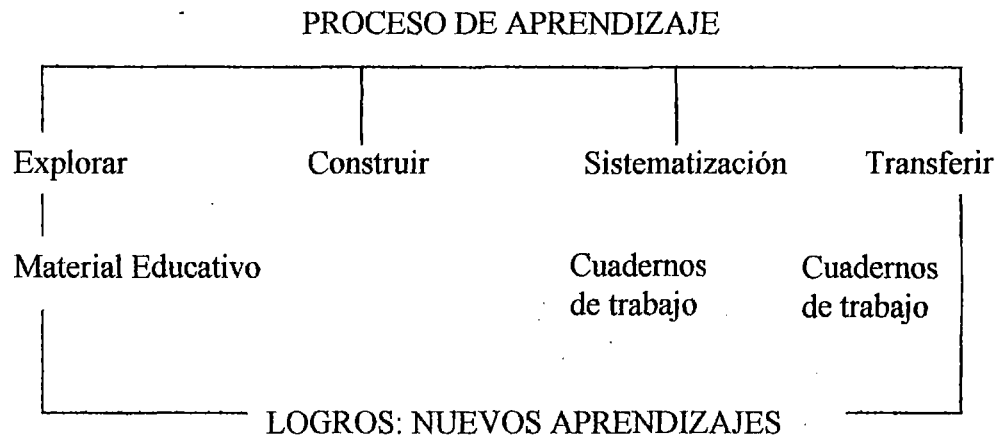 PROCESO DE APRENDIZAJE
Explorar Construir Sistematización Transferir
Material Educativo Cuadernos Cuadernos
de trabajo de trabajo
LOGROS: NUEVOS APRENDIZAJES